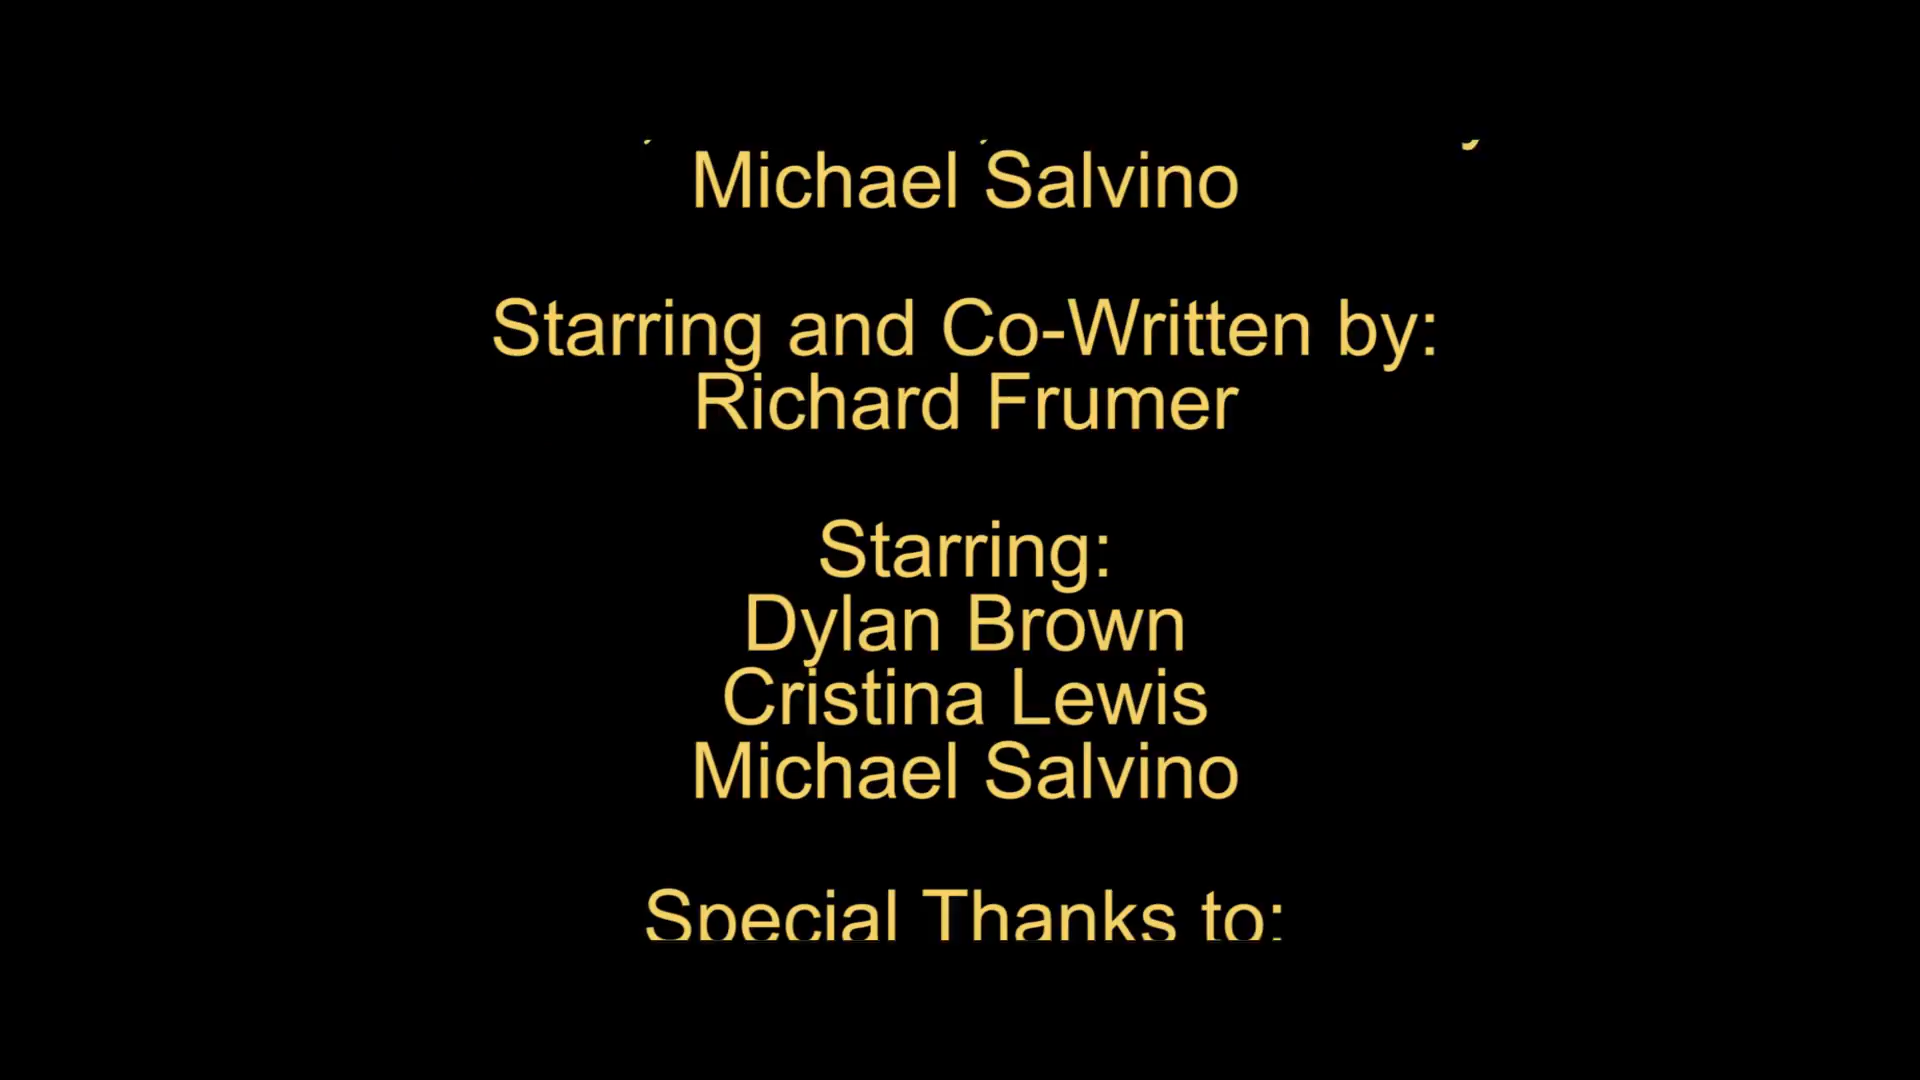 Michael Salvino
Starring and Co-Written by:
Richard Frumer
Starring:
Dylan Brown
Cristina Lewis
Michael Salvino
Special Thanks to: